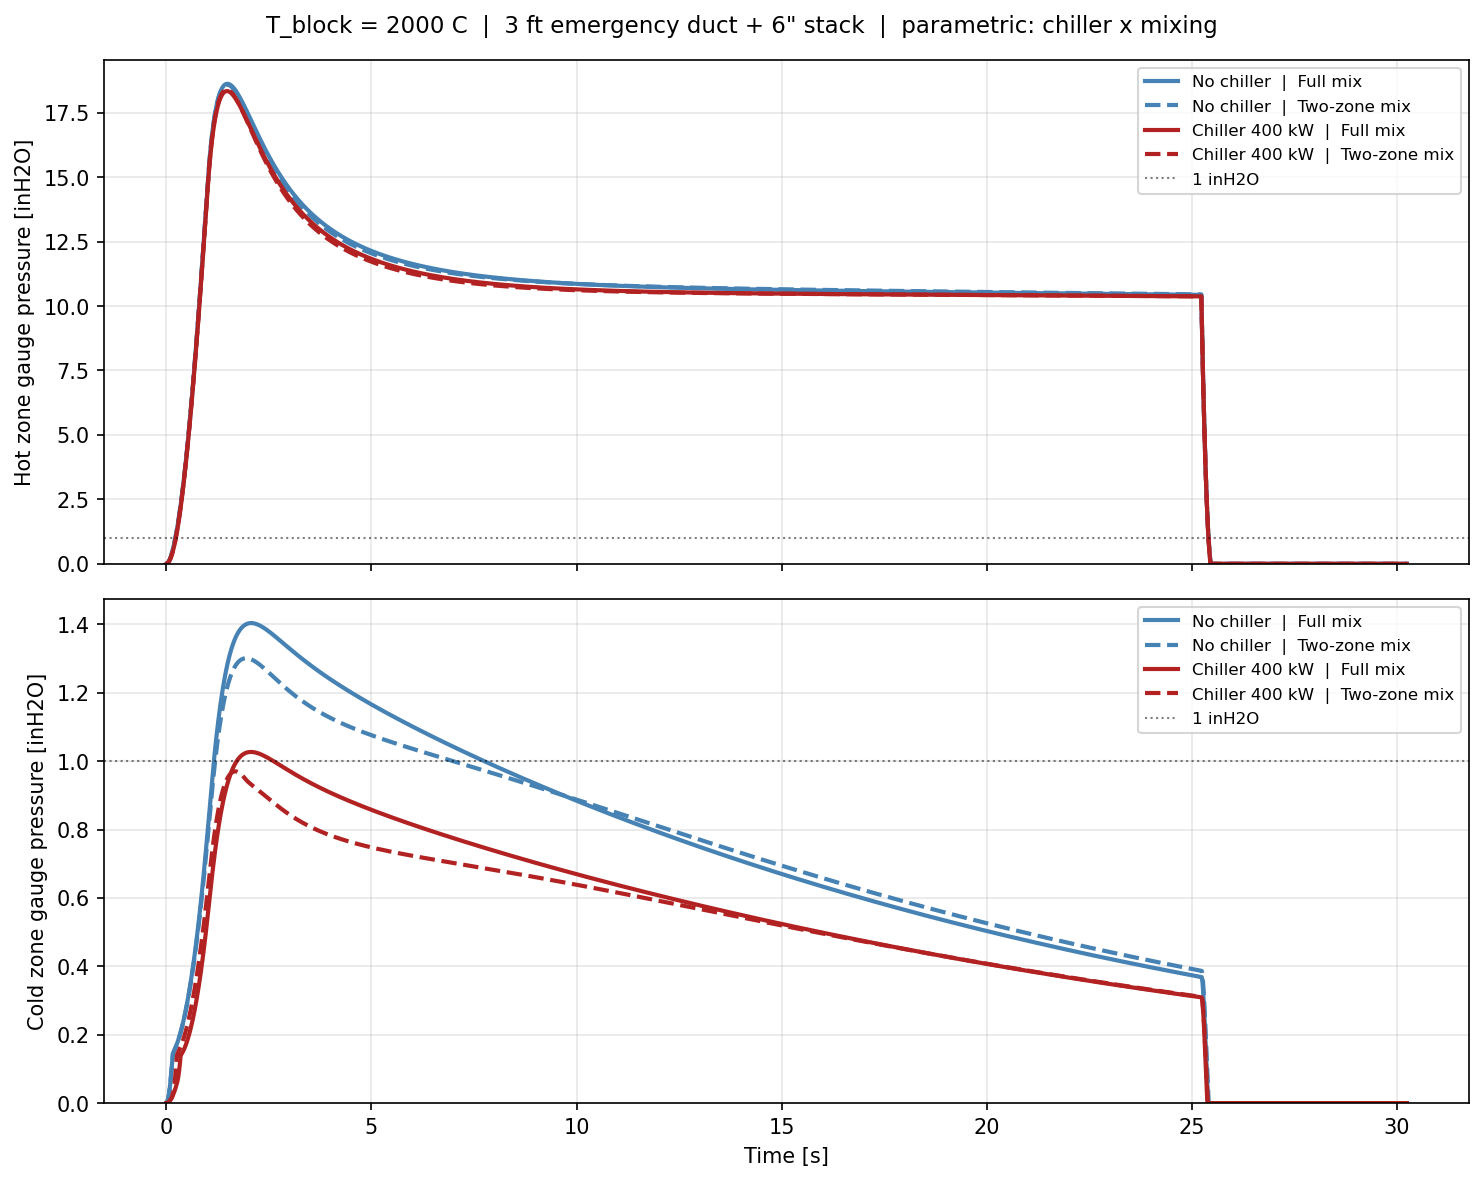 T_block = 2000 C  |  3 ft emergency duct + 6" stack  |  parametric: chiller x mixing
Hot zone gauge pressure [inH2O]
17.5
15.0
12.5
10.0
7.5
5.0
2.5
0.0
No chiller  |  Full mix
No chiller  |  Two-zone mix
Chiller 400 kW  |  Full mix
Chiller 400 kW  |  Two-zone mix
1 inH2O
Cold zone gauge pressure [inH2O]
1.4
1.2
1.0
0.8
0.6
0.4
0.2
0.0
No chiller  |  Full mix
No chiller  |  Two-zone mix
Chiller 400 kW  |  Full mix
Chiller 400 kW  |  Two-zone mix
1 inH2O
0 5 10 15 20 25 30
Time [s]